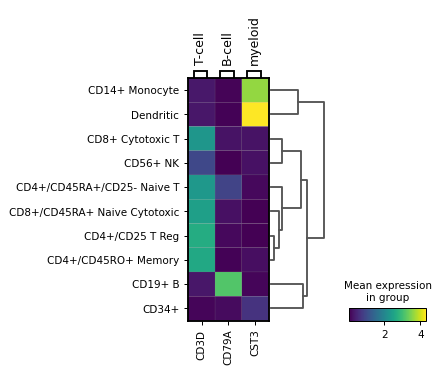 T-cell
B-cell
myeloid
CD14+ Monocyte
Dendritic
CD8+ Cytotoxic T
CD56+ NK
CD4+/CD45RA+/CD25- Naive T
CD8+/CD45RA+ Naive Cytotoxic
CD4+/CD25 T Reg
CD4+/CD45RO+ Memory
CD19+ B
CD34+
CD3D
CD79A
CST3
Mean expression
in group
2 4